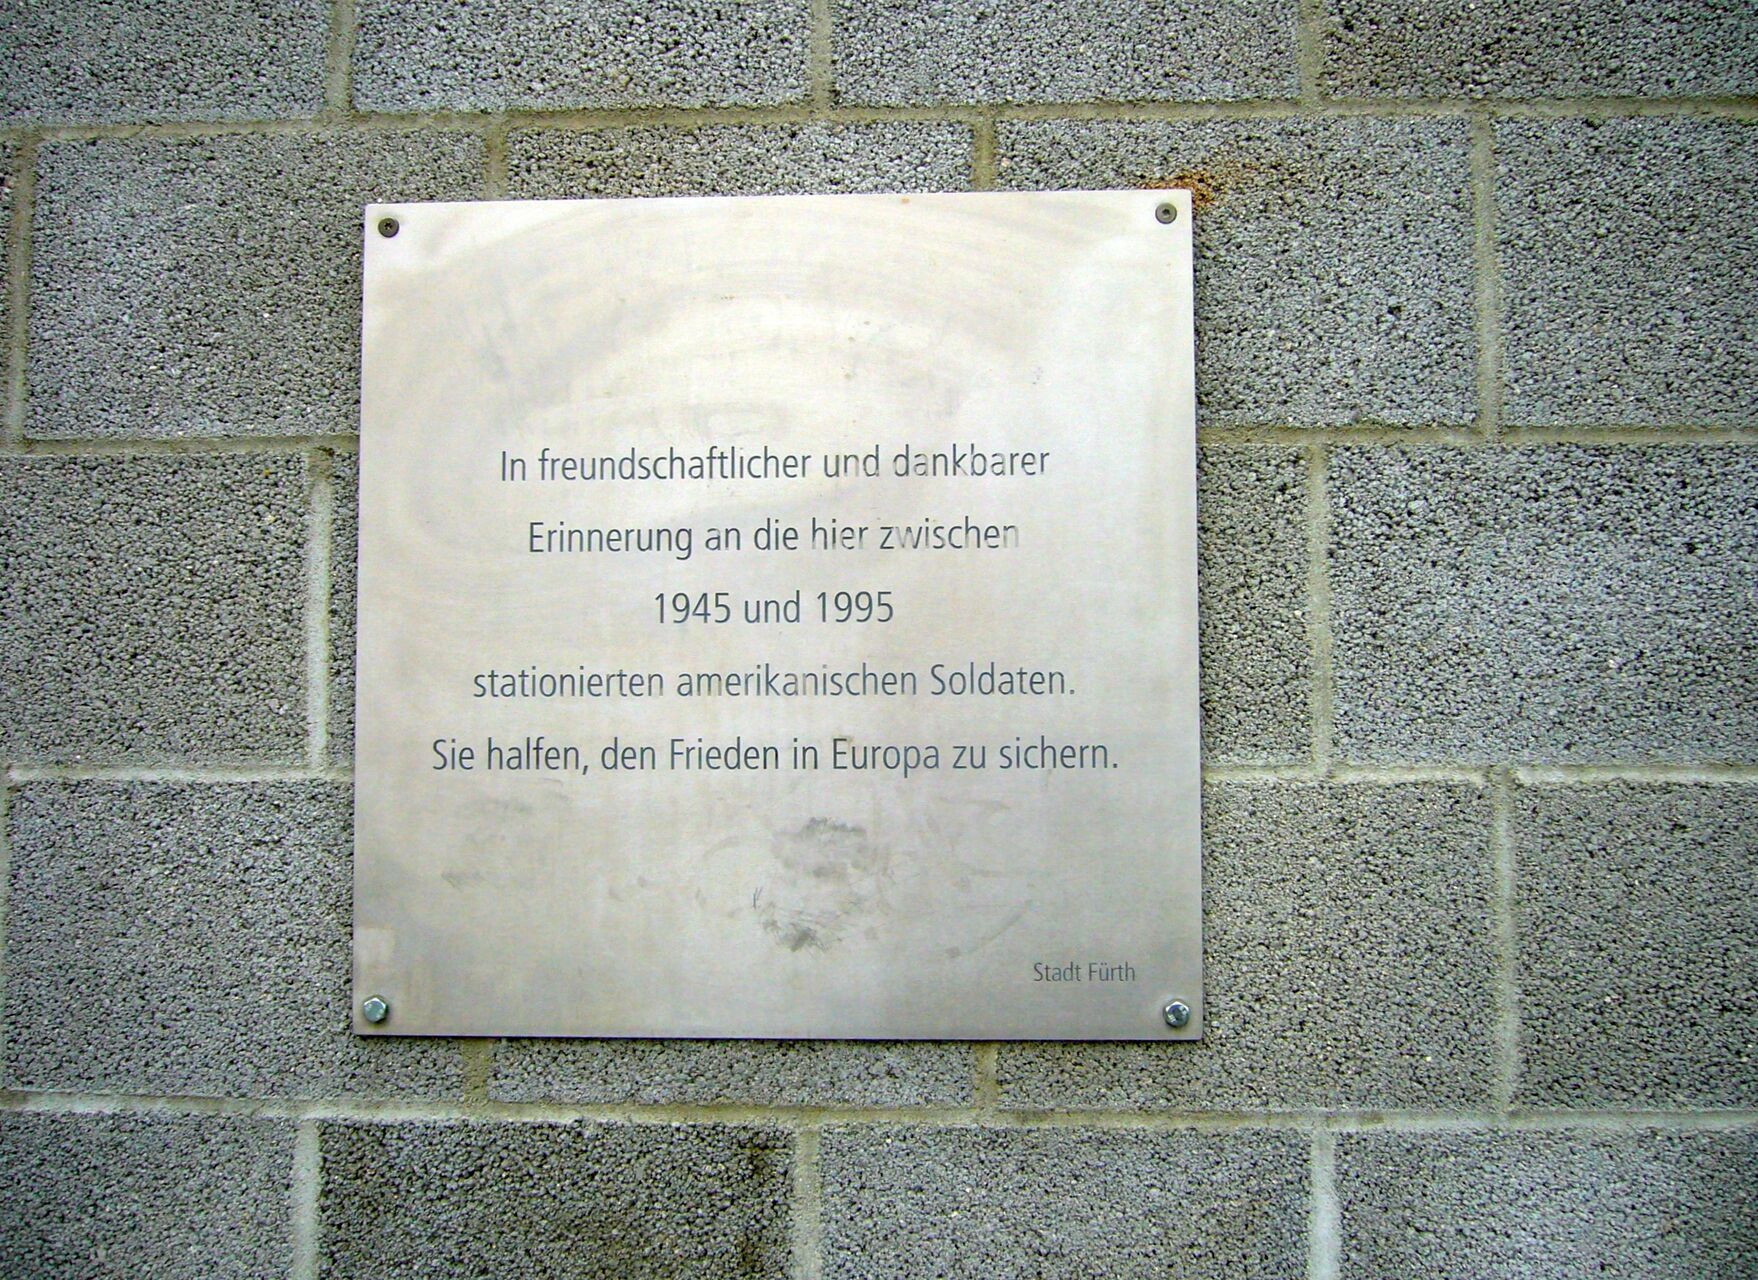 In freundschaftlicher und dankbarer
Erinnerung an die hier zwischen
1945 und 1995
stationierten amerikanischen Soldaten.
Sie halfen, den Frieden in Europa zu sichern.
Stadt Fürth